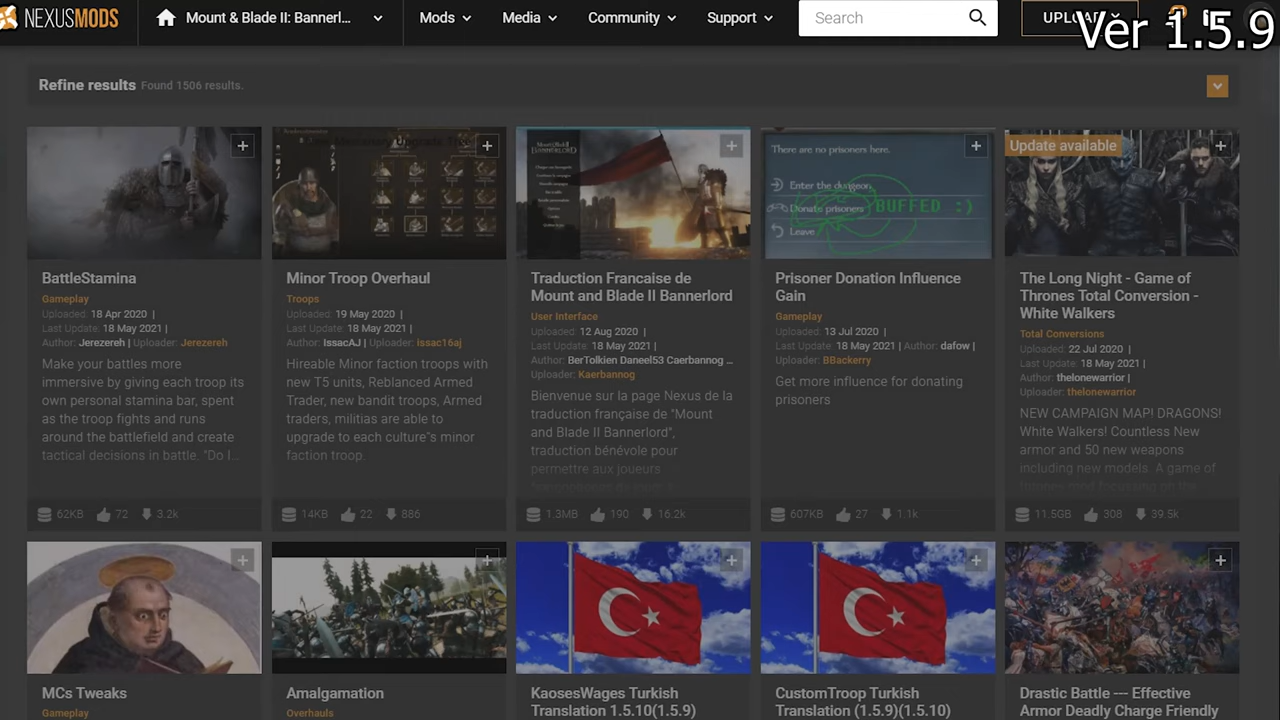 NEXUSMODS
Mount & Blade II: Bannerl...
Mods
Media
Community
Support
Search
Ver 1.5.9
Refine results Found 1506 results.
There are no prisoners here.
Enter the dungeon.
Donate prisoners BUFFED :)
Leave
Update available
BattleStamina
Gameplay
Uploaded: 18 Apr 2020 |
Last Update: 18 May 2021 |
Author: Jerezereh | Uploader: Jerezereh
Make your battles more
immersive by giving each troop its
own personal stamina bar, spent
as the troop fights and runs
around the battlefield and create
tactical decisions in battle. "Do I...
62KB 72 3.2k
Minor Troop Overhaul
Troops
Uploaded: 19 May 2020 |
Last Update: 18 May 2021 |
Author: IssacAJ | Uploader: Issac16aj
Hireable Minor faction troops with
new T5 units, Reblanced Armed
Trader, new bandit troops, Armed
traders, militias are able to
upgrade to each culture"s minor
faction troop.
14KB 22 886
Traduction Francaise de
Mount and Blade II Bannerlord
User Interface
Uploaded: 12 Aug 2020 |
Last Update: 18 May 2021 |
Author: BerTolkien Daneel53 Caerbannog ...
Uploader: Kaerbannog
Bienvenue sur la page Nexus de la
traduction française de "Mount
and Blade II Bannerlord",
traduction bénévole pour
permettre aux joueurs
1.3MB 190 16.2k
Prisoner Donation Influence
Gain
Gameplay
Uploaded: 13 Jul 2020 |
Last Update: 18 May 2021 | Author: dafow |
Uploader: BBackerry
Get more influence for donating
prisoners
607KB 27 1.1k
The Long Night - Game of
Thrones Total Conversion -
White Walkers
Total Conversions
Uploaded: 22 Jul 2020 |
Last Update: 18 May 2021 |
Author: thelonewarrior |
Uploader: thelonewarrior
NEW CAMPAIGN MAP! DRAGONS!
White Walkers! Countless New
armor and 50 new weapons
including new models. A game of
11.5GB 308 39.5k
MCs Tweaks
Gameplay
Amalgamation
Overhauls
KaosesWages Turkish
Translation 1.5.10(1.5.9)
CustomTroop Turkish
Translation (1.5.9)(1.5.10)
Drastic Battle --- Effective
Armor Deadly Charge Friendly